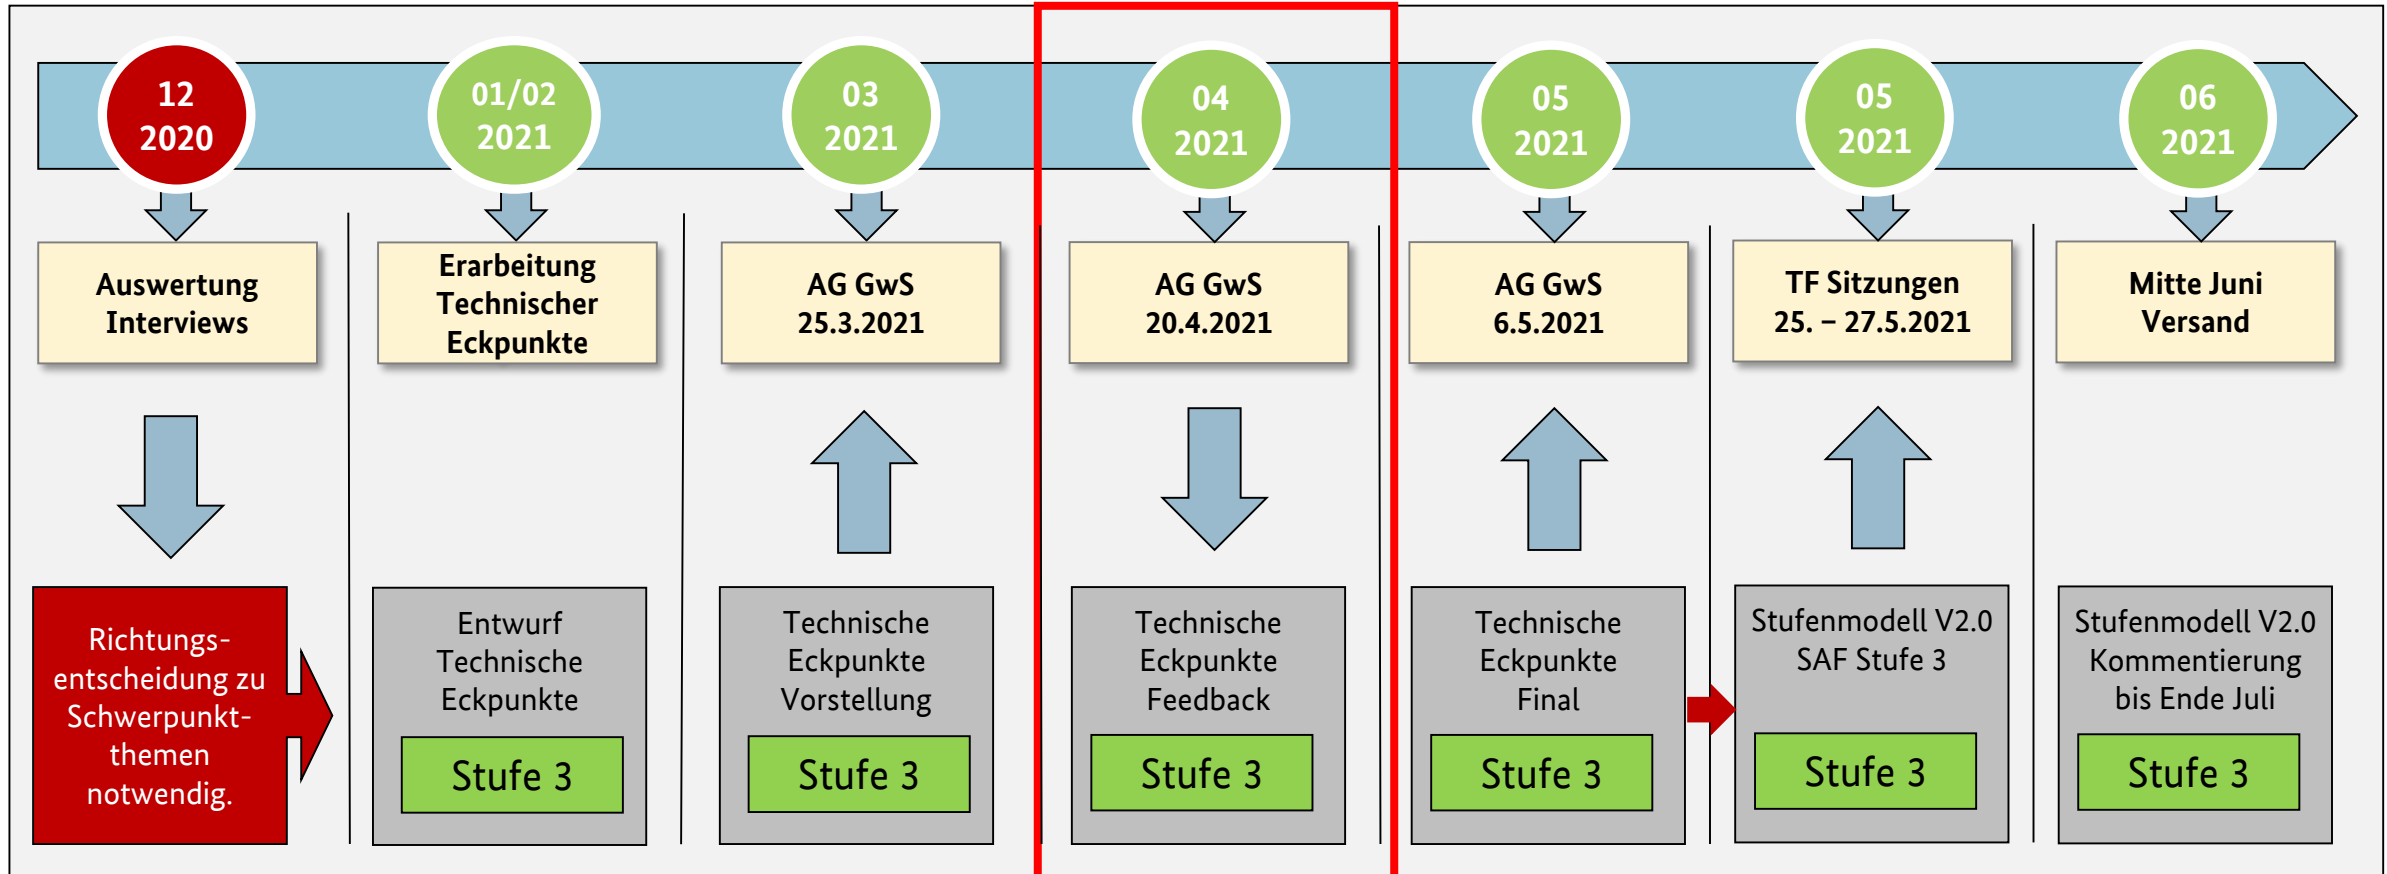 12
2020
01/02
2021
03
2021
04
2021
05
2021
05
2021
06
2021
Auswertung
Interviews
Erarbeitung
Technischer
Eckpunkte
AG GwS
25.3.2021
AG GwS
20.4.2021
AG GwS
6.5.2021
TF Sitzungen
25. – 27.5.2021
Mitte Juni
Versand
Richtungs-
entscheidung zu
Schwerpunkt-
themen
notwendig.
Entwurf
Technische
Eckpunkte
Stufe 3
Technische
Eckpunkte
Vorstellung
Stufe 3
Technische
Eckpunkte
Feedback
Stufe 3
Technische
Eckpunkte
Final
Stufe 3
Stufenmodell V2.0
SAF Stufe 3
Stufe 3
Stufenmodell V2.0
Kommentierung
bis Ende Juli
Stufe 3